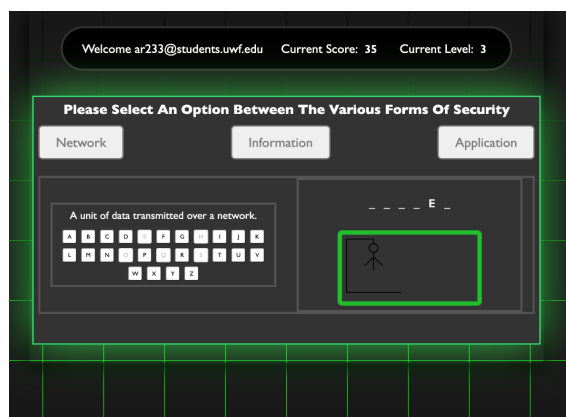 Welcome ar233@students.uwf.edu Current Score: 35 Current Level: 3
Please Select An Option Between The Various Forms Of Security
Network Information Application
A unit of data transmitted over a network.
A B C D E F G H I J K
L M N O P Q R S T U V
W X Y Z
_ _ _ _ E _